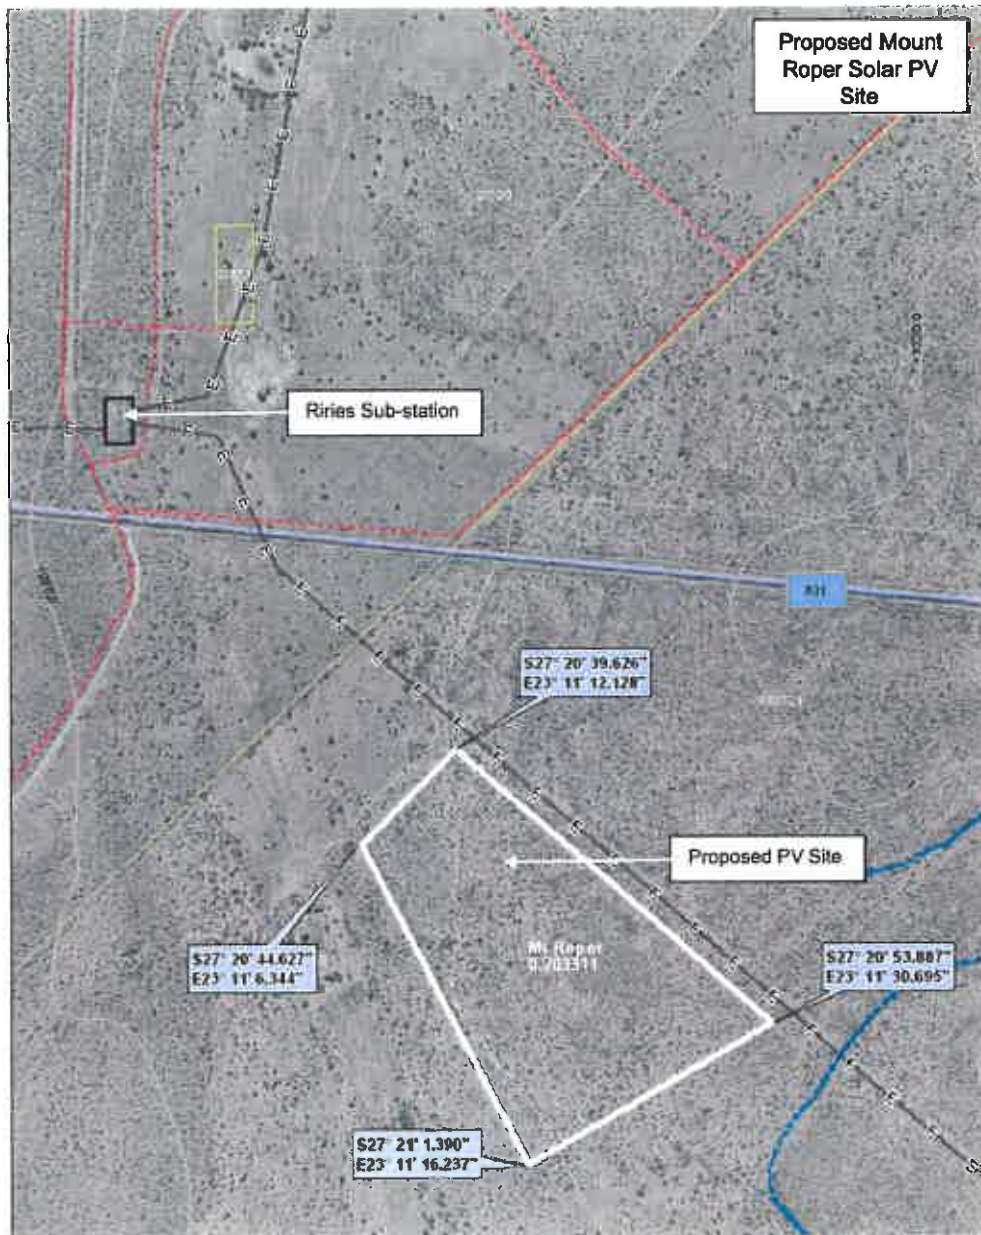 Proposed Mount
Roper Solar PV
Site
Riries Sub-station
S27° 20' 39.626"
E23° 11' 12.128"
Proposed PV Site
Mt Roper
0.703311
S27° 20' 44.627"
E23° 11' 6.344"
S27° 20' 53.887"
E23° 11' 30.695"
S27° 21' 1.390"
E23° 11' 16.237"